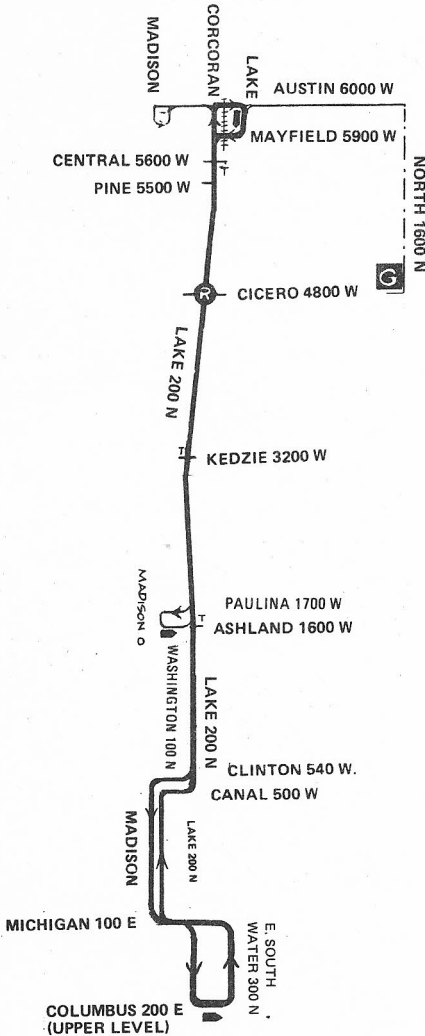 MADISON
CORCORAN
LAKE
AUSTIN 6000 W
MAYFIELD 5900 W
NORTH 1600 N
CENTRAL 5600 W
T
PINE 5500 W
G
R
CICERO 4800 W
LAKE 200 N
T
KEDZIE 3200 W
PAULINA 1700 W
T
ASHLAND 1600 W
MADISON O
WASHINGTON 100 N
LAKE 200 N
CLINTON 540 W.
CANAL 500 W
MADISON
LAKE 200 N
MICHIGAN 100 E
E. SOUTH
WATER 300 N
COLUMBUS 200 E
(UPPER LEVEL)